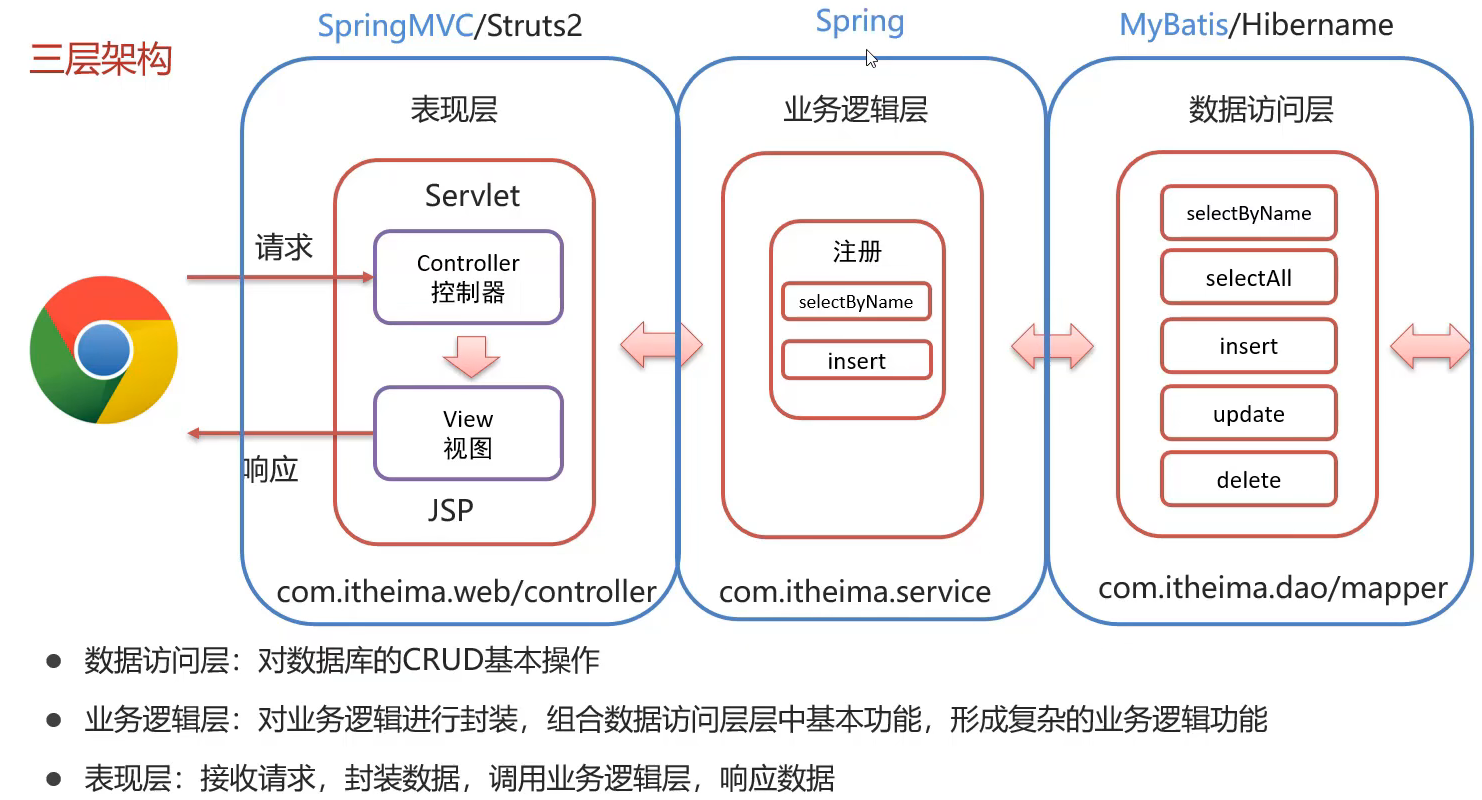 三层架构
SpringMVC/Struts2
Spring
MyBatis/Hibername
表现层
业务逻辑层
数据访问层
Servlet
请求
Controller
控制器
View
视图
响应
JSP
注册
selectByName
insert
selectByName
selectAll
insert
update
delete
com.itheima.web/controller
com.itheima.service
com.itheima.dao/mapper
● 数据访问层：对数据库的CRUD基本操作
● 业务逻辑层：对业务逻辑进行封装，组合数据访问层层中基本功能，形成复杂的业务逻辑功能
● 表现层：接收请求，封装数据，调用业务逻辑层，响应数据